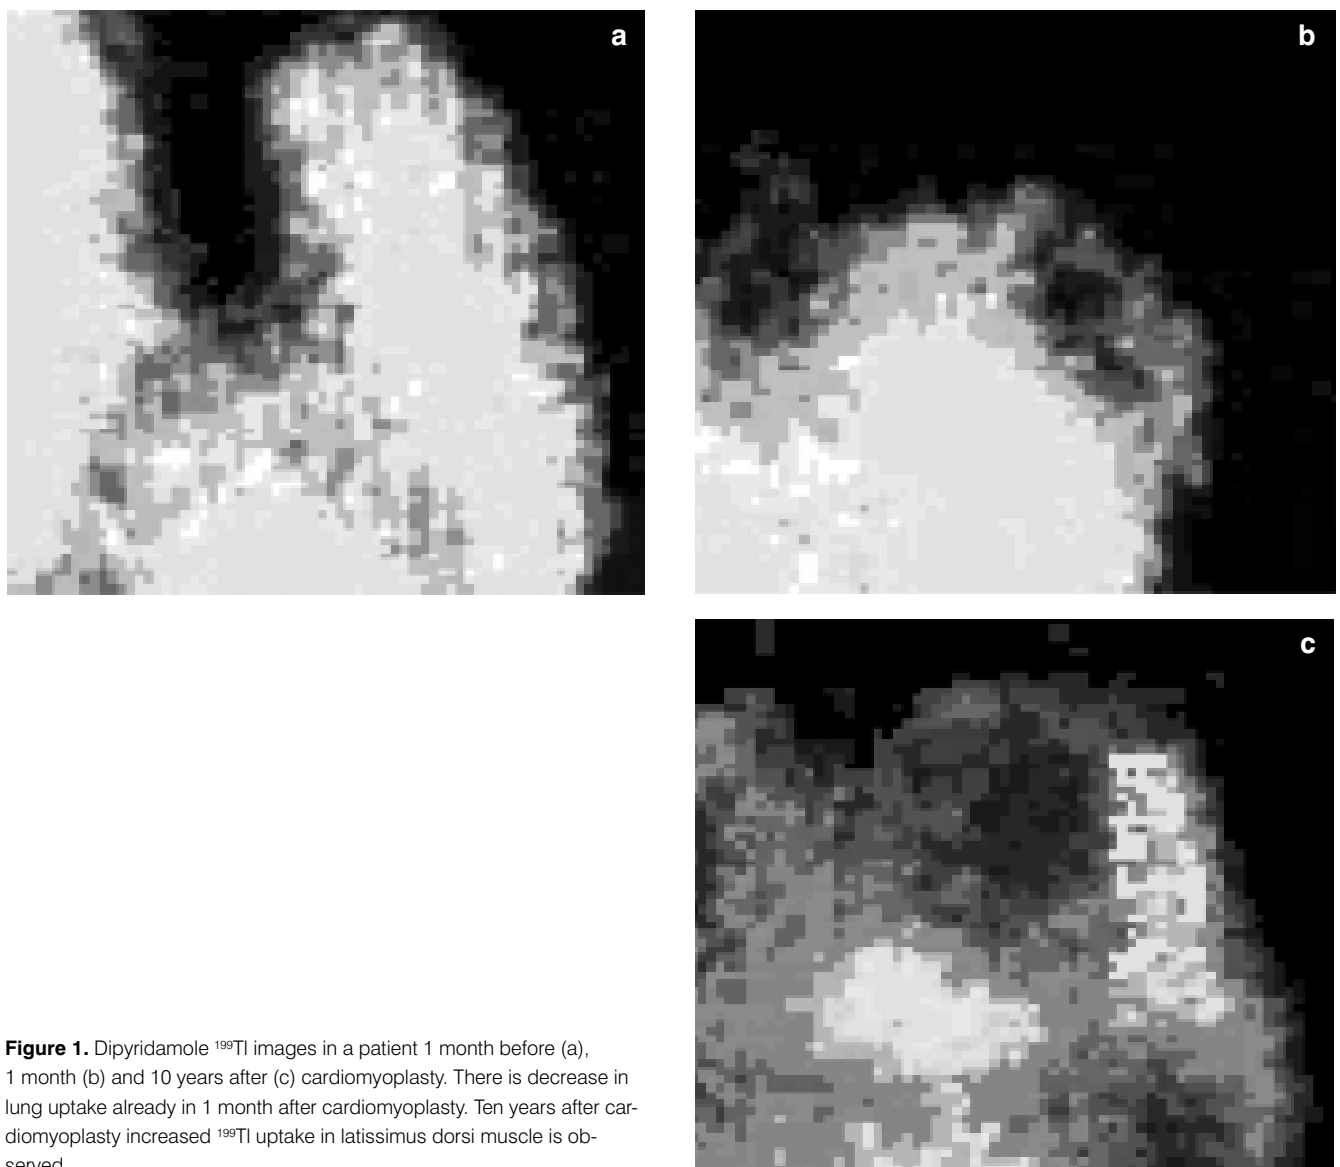 a
b
c
Figure 1. Dipyridamole ¹⁹⁹Tl images in a patient 1 month before (a),
1 month (b) and 10 years after (c) cardiomyoplasty. There is decrease in
lung uptake already in 1 month after cardiomyoplasty. Ten years after car-
diomyoplasty increased ¹⁹⁹Tl uptake in latissimus dorsi muscle is ob-
served